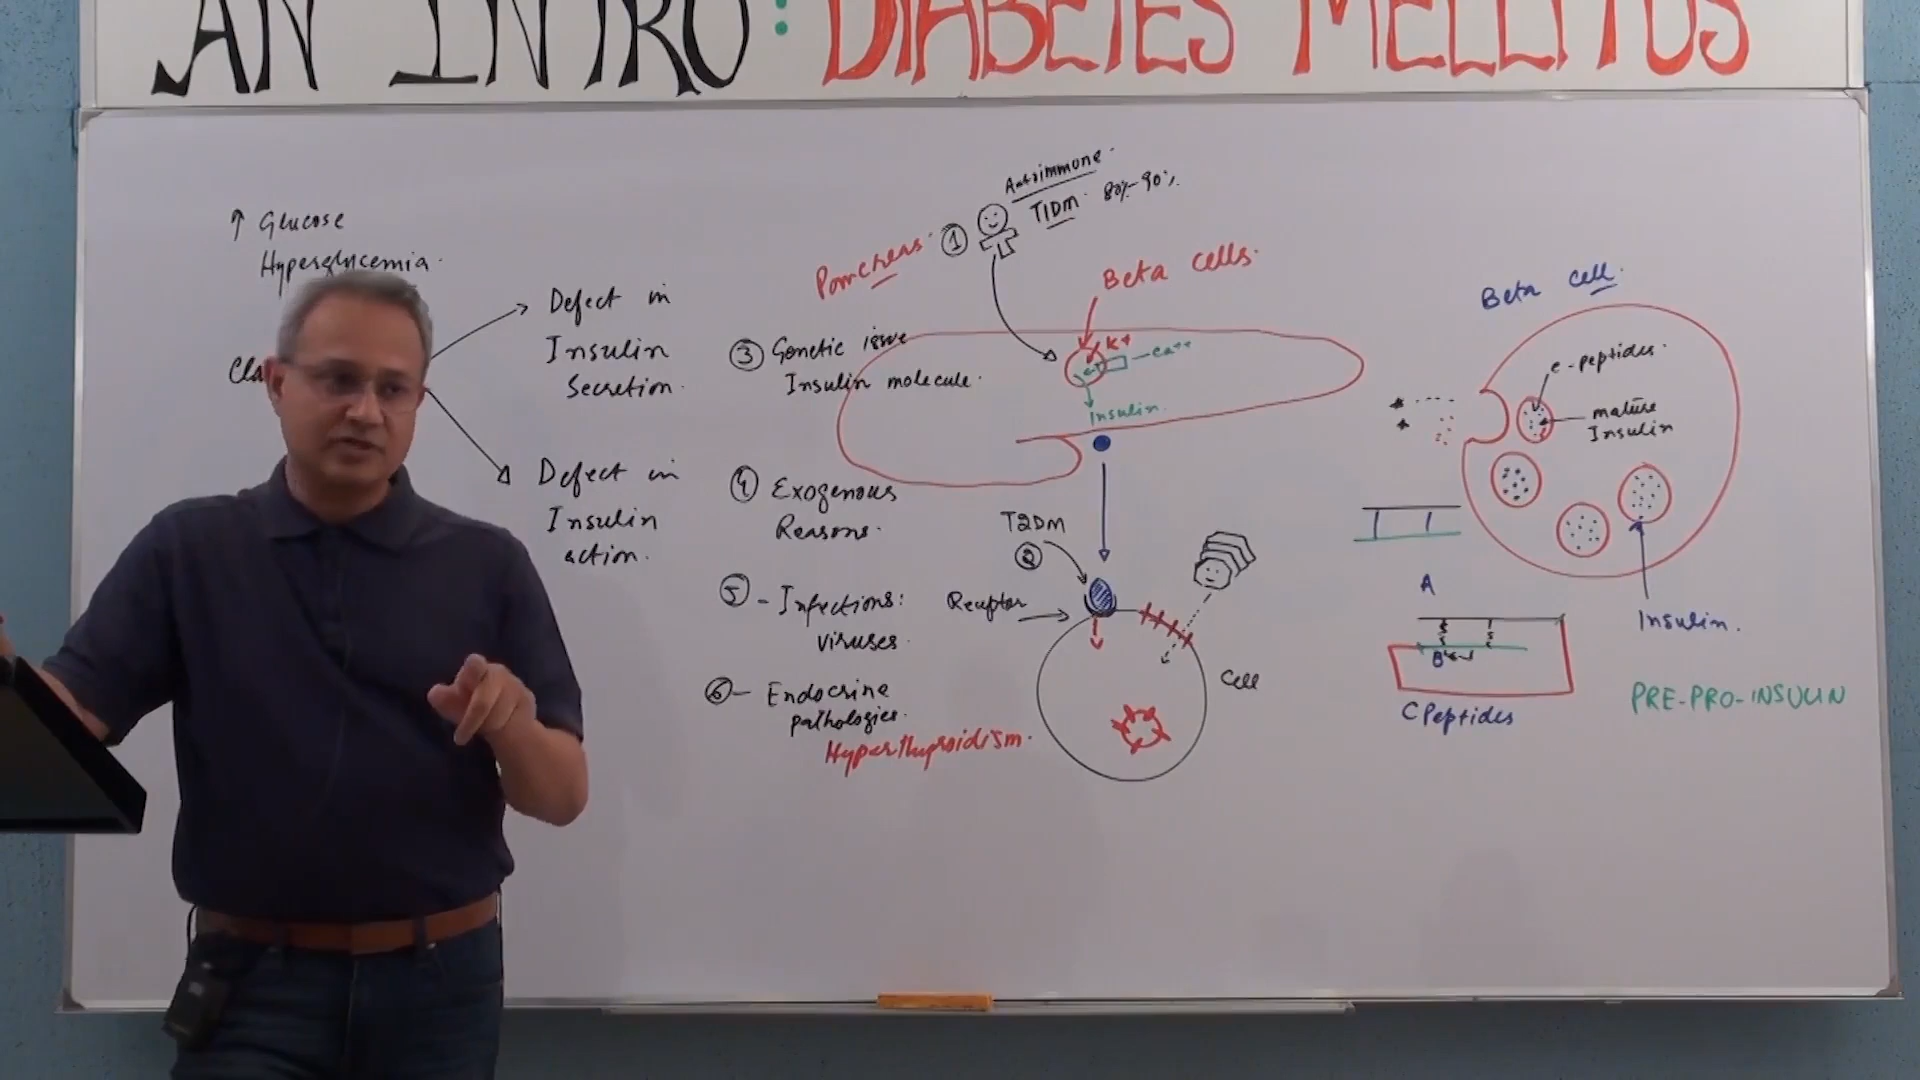 AN INTRO: DIABETES MELLITUS
↑ Glucose
Hyperglycemia.
Cla
Defect in
Insulin
Secretion.
Defect in
Insulin
action.
Pancreas.
①
Autoimmune.
T1DM. 80%-90%.
Beta cells.
K+
Ca++
Insulin.
③ Genetic issue
Insulin molecule.
④ Exogenous
Reasons.
⑤ - Infections:
viruses.
⑥ - Endocrine
pathologies.
Hyperthyroidism.
T2DM
②
Receptor
Cell
Beta cell.
c-peptides.
mature
Insulin
Insulin.
A
B
C Peptides
PRE-PRO-INSULIN